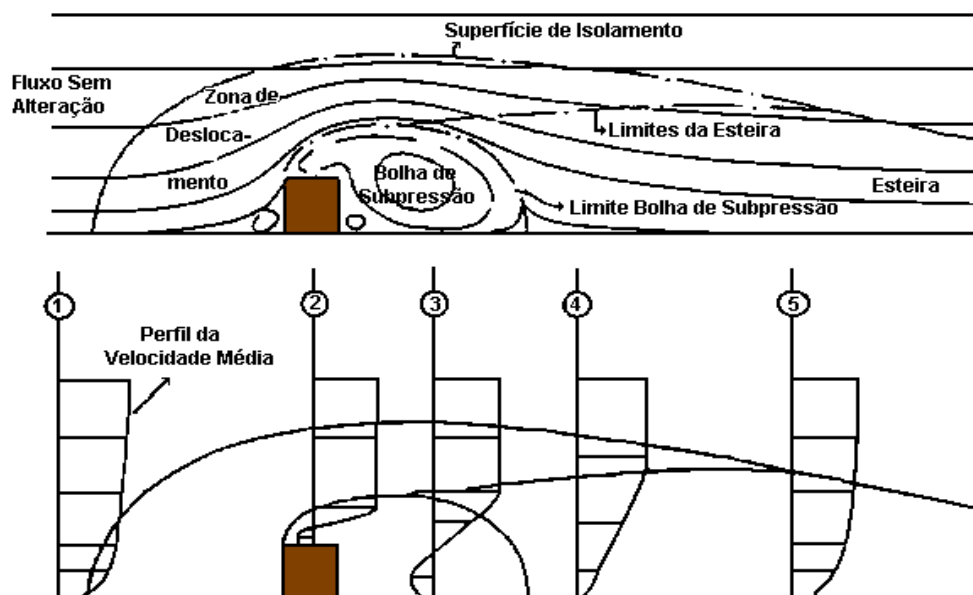 Superfície de Isolamento
Fluxo Sem
Alteração
Zona de
Desloca-
mento
Limites da Esteira
Bolha de
Subpressão
Esteira
Limite Bolha de Subpressão
1
2
3
4
5
Perfil da
Velocidade Média